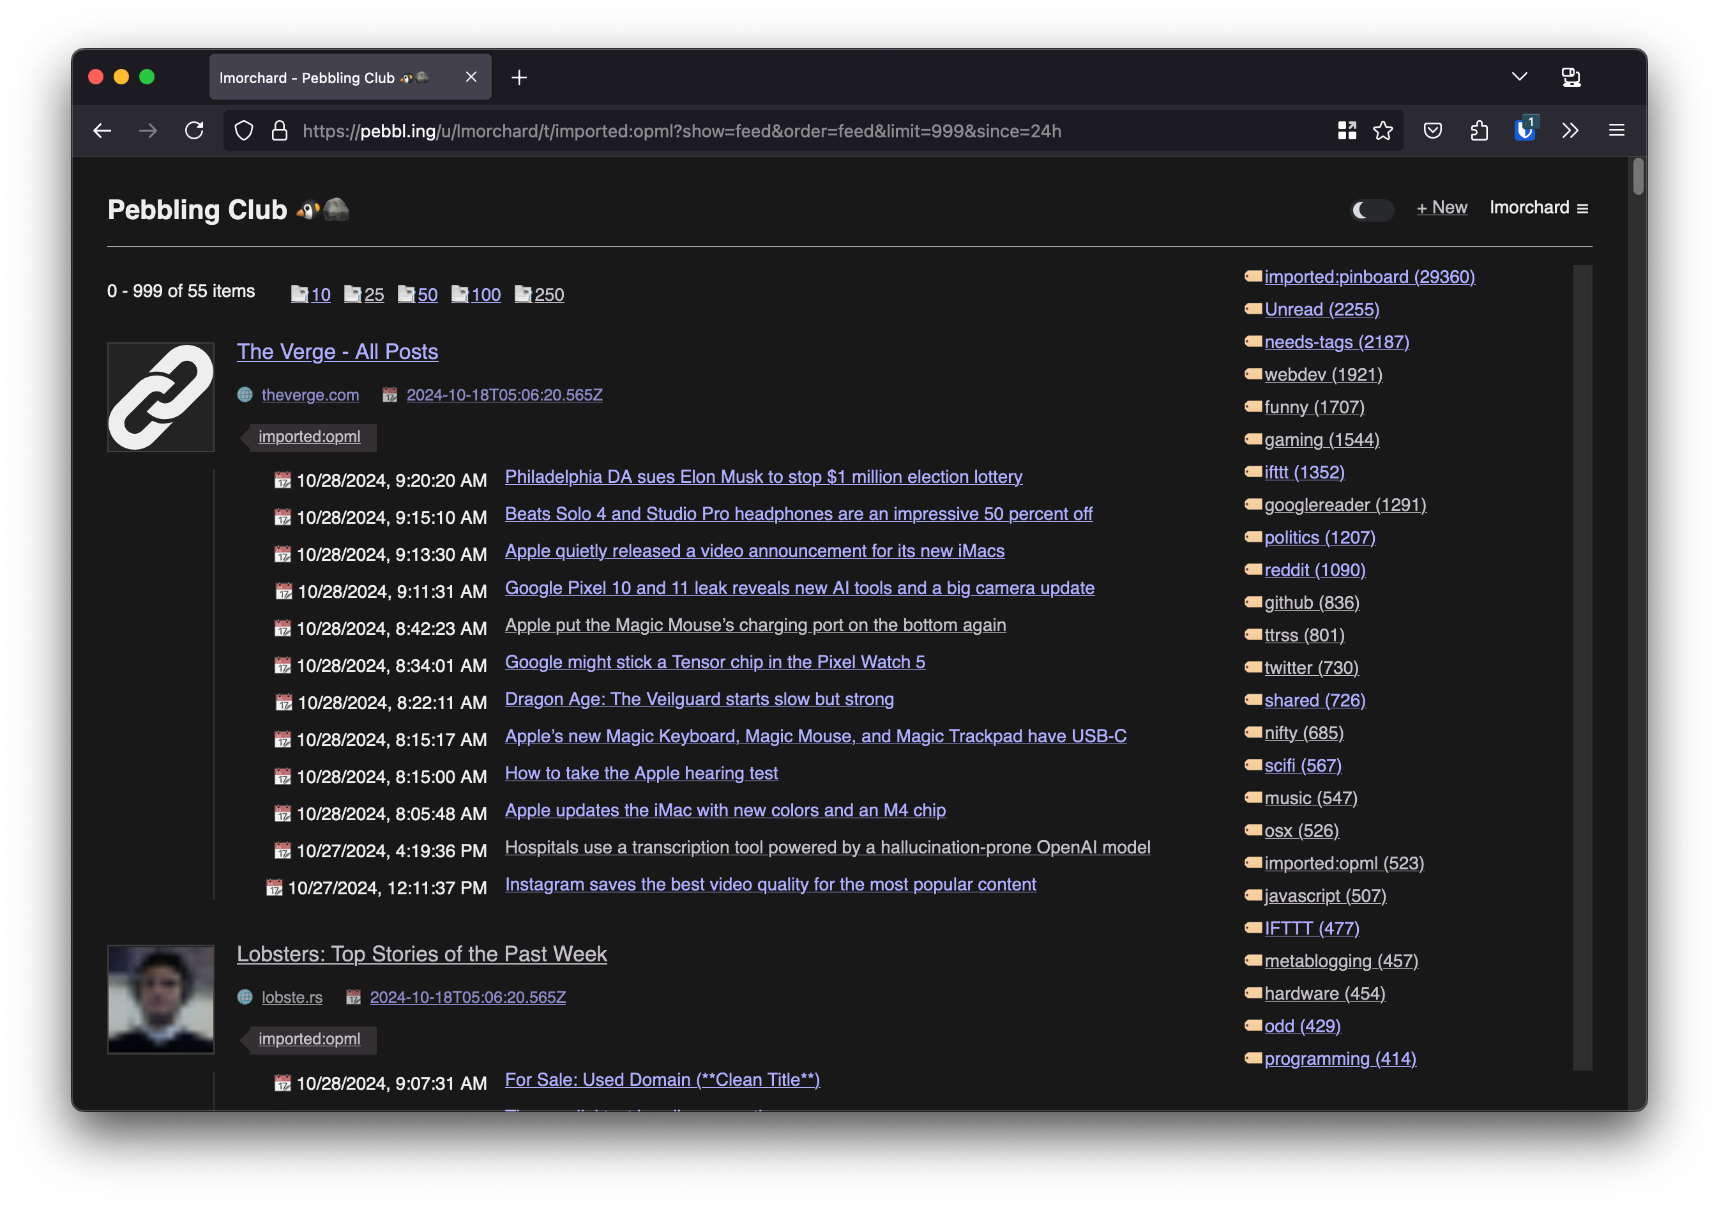 lmorchard - Pebbling Club
https://pebbl.ing/u/lmorchard/t/imported:opml?show=feed&order=feed&limit=999&since=24h
1
Pebbling Club
+ New
lmorchard ≡
0 - 999 of 55 items
10
25
50
100
250
The Verge - All Posts
theverge.com
2024-10-18T05:06:20.565Z
imported:opml
10/28/2024, 9:20:20 AM Philadelphia DA sues Elon Musk to stop $1 million election lottery
10/28/2024, 9:15:10 AM Beats Solo 4 and Studio Pro headphones are an impressive 50 percent off
10/28/2024, 9:13:30 AM Apple quietly released a video announcement for its new iMacs
10/28/2024, 9:11:31 AM Google Pixel 10 and 11 leak reveals new AI tools and a big camera update
10/28/2024, 8:42:23 AM Apple put the Magic Mouse’s charging port on the bottom again
10/28/2024, 8:34:01 AM Google might stick a Tensor chip in the Pixel Watch 5
10/28/2024, 8:22:11 AM Dragon Age: The Veilguard starts slow but strong
10/28/2024, 8:15:17 AM Apple’s new Magic Keyboard, Magic Mouse, and Magic Trackpad have USB-C
10/28/2024, 8:15:00 AM How to take the Apple hearing test
10/28/2024, 8:05:48 AM Apple updates the iMac with new colors and an M4 chip
10/27/2024, 4:19:36 PM Hospitals use a transcription tool powered by a hallucination-prone OpenAI model
10/27/2024, 12:11:37 PM Instagram saves the best video quality for the most popular content
Lobsters: Top Stories of the Past Week
lobste.rs
2024-10-18T05:06:20.565Z
imported:opml
10/28/2024, 9:07:31 AM For Sale: Used Domain (**Clean Title**)
imported:pinboard (29360)
Unread (2255)
needs-tags (2187)
webdev (1921)
funny (1707)
gaming (1544)
ifttt (1352)
googlereader (1291)
politics (1207)
reddit (1090)
github (836)
ttrss (801)
twitter (730)
shared (726)
nifty (685)
scifi (567)
music (547)
osx (526)
imported:opml (523)
javascript (507)
IFTTT (477)
metablogging (457)
hardware (454)
odd (429)
programming (414)